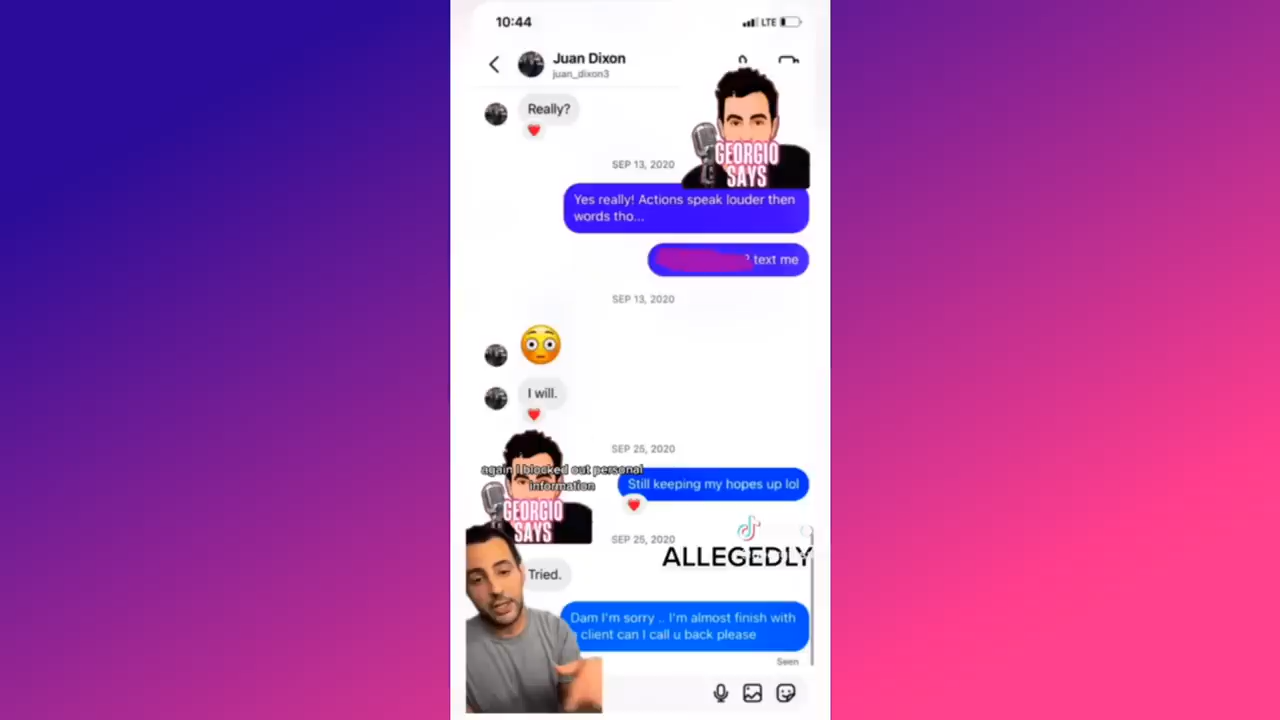 10:44
LTE
Juan Dixon
juan_dixon3
Really?
SEP 13, 2020
GEORGIO
SAYS
Yes really! Actions speak louder then
words tho...
? text me
SEP 13, 2020
I will.
SEP 25, 2020
again I blocked out personal
information
Still keeping my hopes up lol
GEORGIO
SAYS
SEP 25, 2020
ALLEGEDLY
Tried.
Dam I'm sorry .. I'm almost finish with
client can I call u back please
Seen